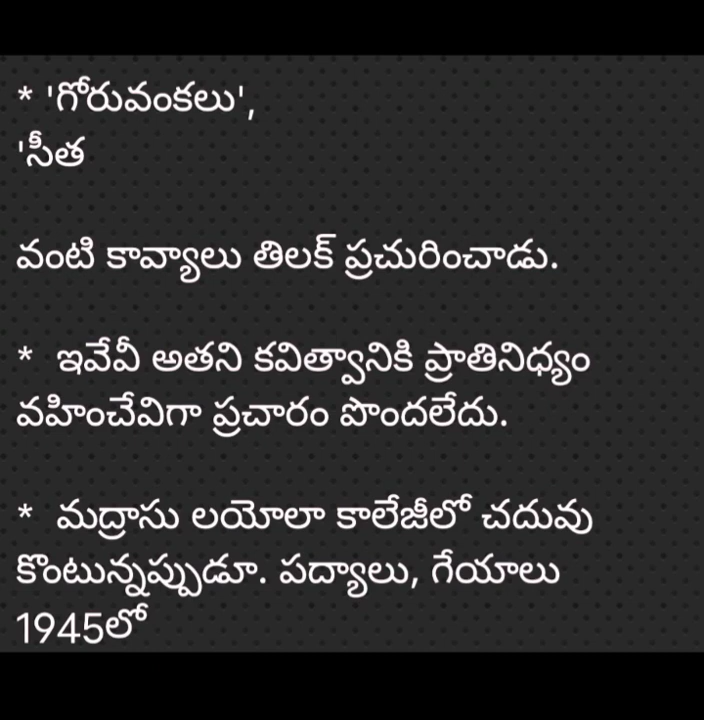 * 'గోరువంకలు',
'సీత
వంటి కావ్యాలు తిలక్ ప్రచురించాడు.
* ఇవేవీ అతని కవిత్వానికి ప్రాతినిధ్యం
వహించేవిగా ప్రచారం పొందలేదు.
* మద్రాసు లయోలా కాలేజీలో చదువు
కొంటున్నప్పుడూ. పద్యాలు, గేయాలు
1945లో